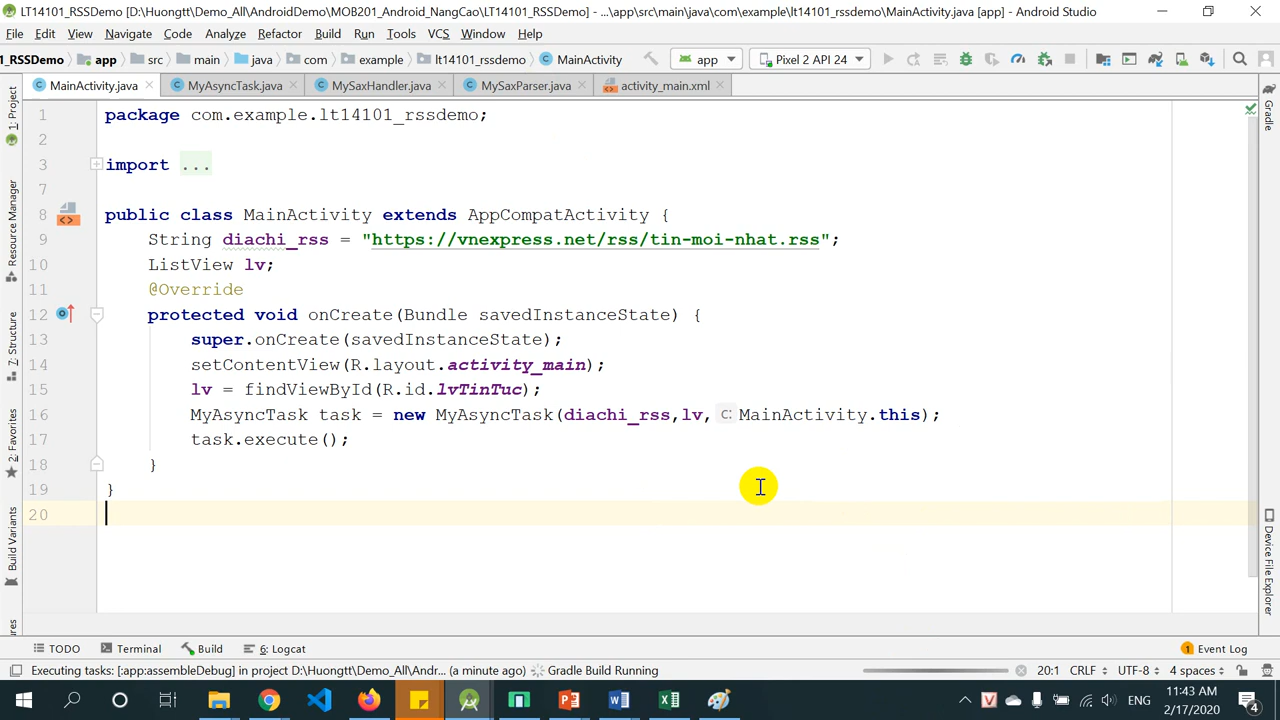 LT14101_RSSDemo [D:\Huongtt\Demo_All\AndroidDemo\MOB201_Android_NangCao\LT14101_RSSDemo] - ...\app\src\main\java\com\example\lt14101_rssdemo\MainActivity.java [app] - Android Studio
File Edit View Navigate Code Analyze Refactor Build Run Tools VCS Window Help
1_RSSDemo app src main java com example lt14101_rssdemo MainActivity app Pixel 2 API 24
MainActivity.java MyAsyncTask.java MySaxHandler.java MySaxParser.java activity_main.xml
1: Project
Resource Manager
7: Structure
2: Favorites
Build Variants
Gradle
Device File Explorer
1 package com.example.lt14101_rssdemo;
2
3 import ...
7
8 public class MainActivity extends AppCompatActivity {
9 String diachi_rss = "https://vnexpress.net/rss/tin-moi-nhat.rss";
10 ListView lv;
11 @Override
12 protected void onCreate(Bundle savedInstanceState) {
13 super.onCreate(savedInstanceState);
14 setContentView(R.layout.activity_main);
15 lv = findViewById(R.id.lvTinTuc);
16 MyAsyncTask task = new MyAsyncTask(diachi_rss,lv, c: MainActivity.this);
17 task.execute();
18 }
19 }
20
TODO Terminal Build 6: Logcat 1 Event Log
Executing tasks: [app:assembleDebug] in project D:\Huongtt\Demo_All\Andr... (a minute ago) Gradle Build Running 20:1 CRLF UTF-8 4 spaces
ENG 11:43 AM
2/17/2020 4